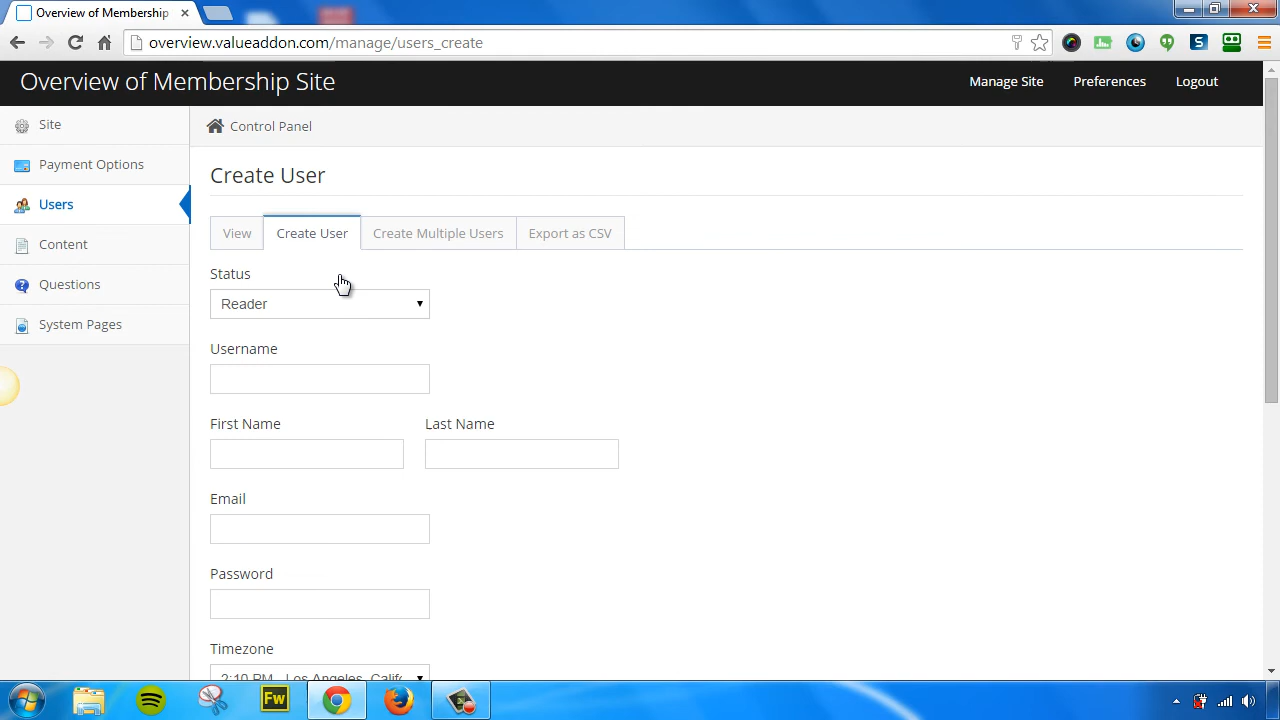 Overview of Membership
overview.valueaddon.com/manage/users_create
Overview of Membership Site
Manage Site
Preferences
Logout
Site
Payment Options
Users
Content
Questions
System Pages
Control Panel
Create User
View
Create User
Create Multiple Users
Export as CSV
Status
Reader
Username
First Name
Last Name
Email
Password
Timezone
2:10 PM - Los Angeles, Calif
Fw